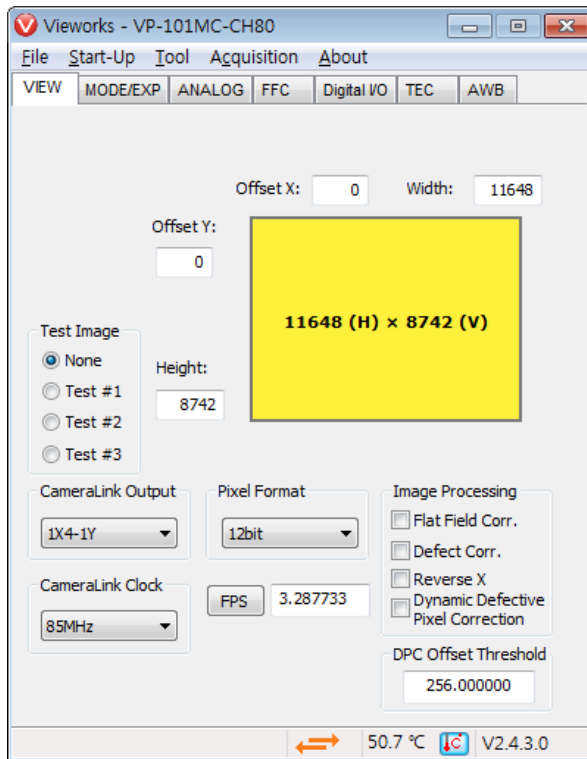 Vieworks - VP-101MC-CH80
File Start-Up Tool Acquisition About
VIEW MODE/EXP ANALOG FFC Digital I/O TEC AWB
Offset X: 0 Width: 11648
Offset Y:
0
11648 (H) × 8742 (V)
Test Image
None
Test #1
Test #2
Test #3
Height:
8742
CameraLink Output
1X4-1Y
Pixel Format
12bit
Image Processing
Flat Field Corr.
Defect Corr.
Reverse X
Dynamic Defective
Pixel Correction
CameraLink Clock
85MHz
FPS 3.287733
DPC Offset Threshold
256.000000
50.7 ℃ C V2.4.3.0